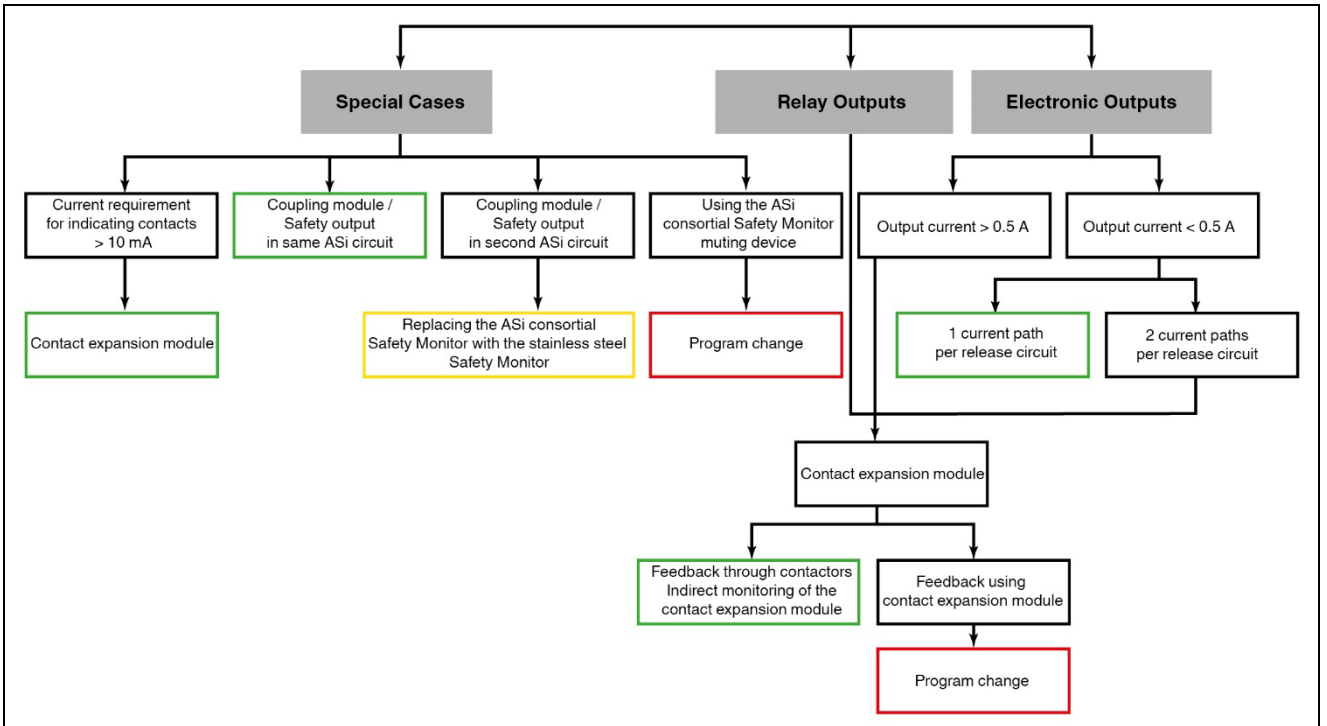 Special Cases
Relay Outputs
Electronic Outputs
Current requirement
for indicating contacts
> 10 mA
Coupling module /
Safety output
in same ASi circuit
Coupling module /
Safety output
in second ASi circuit
Using the ASi
consortial Safety Monitor
muting device
Output current > 0.5 A
Output current < 0.5 A
Contact expansion module
Replacing the ASi consortial
Safety Monitor with the stainless steel
Safety Monitor
Program change
1 current path
per release circuit
2 current paths
per release circuit
Contact expansion module
Feedback through contactors
Indirect monitoring of the
contact expansion module
Feedback using
contact expansion module
Program change